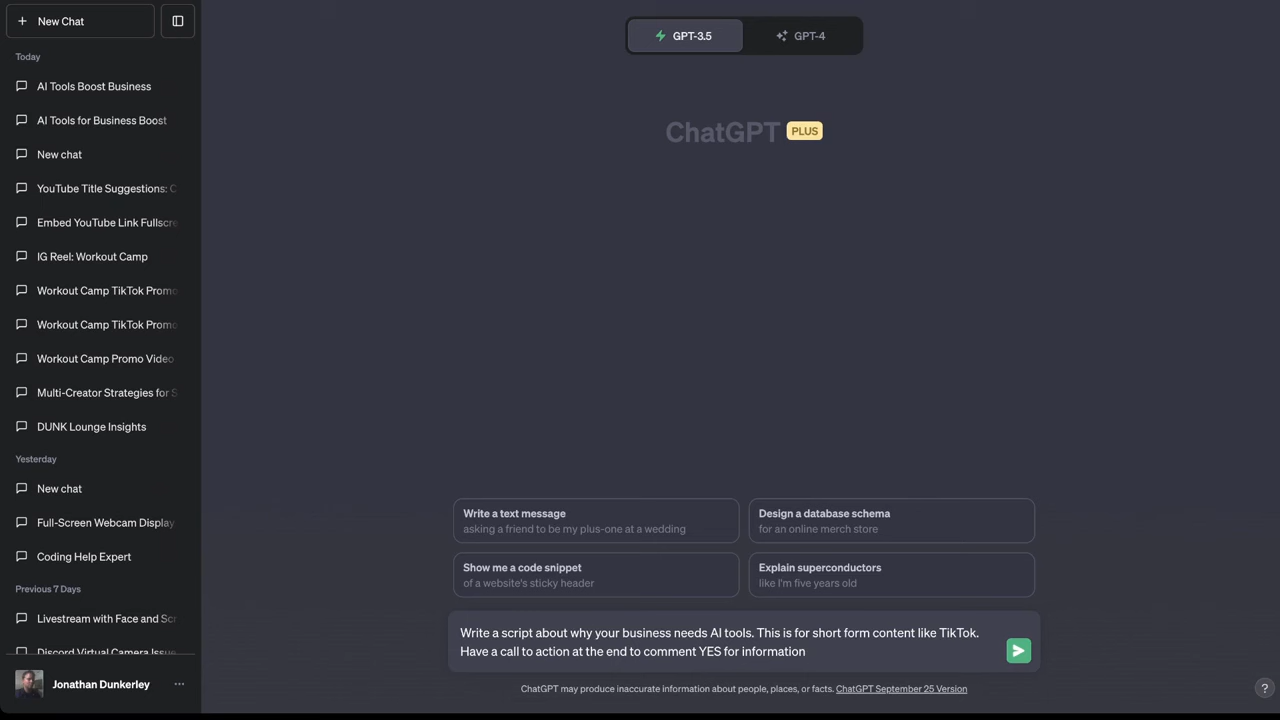 New Chat
Today
AI Tools Boost Business
AI Tools for Business Boost
New chat
YouTube Title Suggestions: C
Embed YouTube Link Fullscre
IG Reel: Workout Camp
Workout Camp TikTok Promo
Workout Camp TikTok Promo
Workout Camp Promo Video
Multi-Creator Strategies for S
DUNK Lounge Insights
Yesterday
New chat
Full-Screen Webcam Display
Coding Help Expert
Previous 7 Days
Livestream with Face and Scr
Discord Virtual Camera Issue
Jonathan Dunkerley
GPT-3.5
GPT-4
ChatGPT PLUS
Write a text message
asking a friend to be my plus-one at a wedding
Design a database schema
for an online merch store
Show me a code snippet
of a website's sticky header
Explain superconductors
like I'm five years old
Write a script about why your business needs AI tools. This is for short form content like TikTok.
Have a call to action at the end to comment YES for information
ChatGPT may produce inaccurate information about people, places, or facts. ChatGPT September 25 Version
?